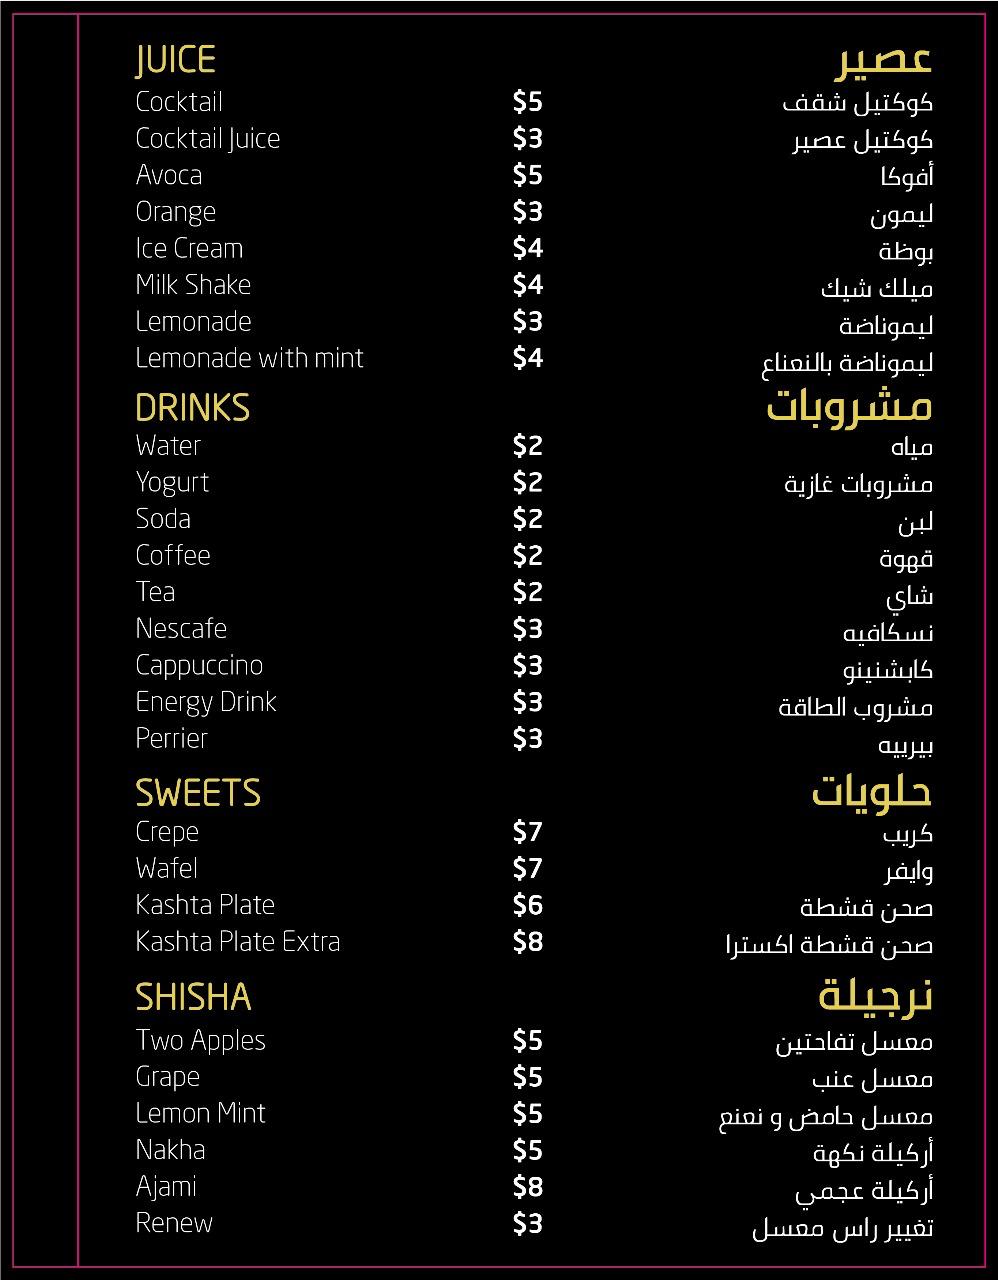 JUICE عصير
Cocktail $5 كوكتيل شقف
Cocktail Juice $3 كوكتيل عصير
Avoca $5 أفوكا
Orange $3 ليمون
Ice Cream $4 بوظة
Milk Shake $4 ميلك شيك
Lemonade $3 ليموناضة
Lemonade with mint $4 ليموناضة بالنعناع
DRINKS مشروبات
Water $2 مياه
Yogurt $2 مشروبات غازية
Soda $2 لبن
Coffee $2 قهوة
Tea $2 شاي
Nescafe $3 نسكافيه
Cappuccino $3 كابشنينو
Energy Drink $3 مشروب الطاقة
Perrier $3 بيرييه
SWEETS حلويات
Crepe $7 كريب
Wafel $7 وايفر
Kashta Plate $6 صحن قشطة
Kashta Plate Extra $8 صحن قشطة اكسترا
SHISHA نرجيلة
Two Apples $5 معسل تفاحتين
Grape $5 معسل عنب
Lemon Mint $5 معسل حامض و نعنع
Nakha $5 أركيلة نكهة
Ajami $8 أركيلة عجمي
Renew $3 تغيير راس معسل